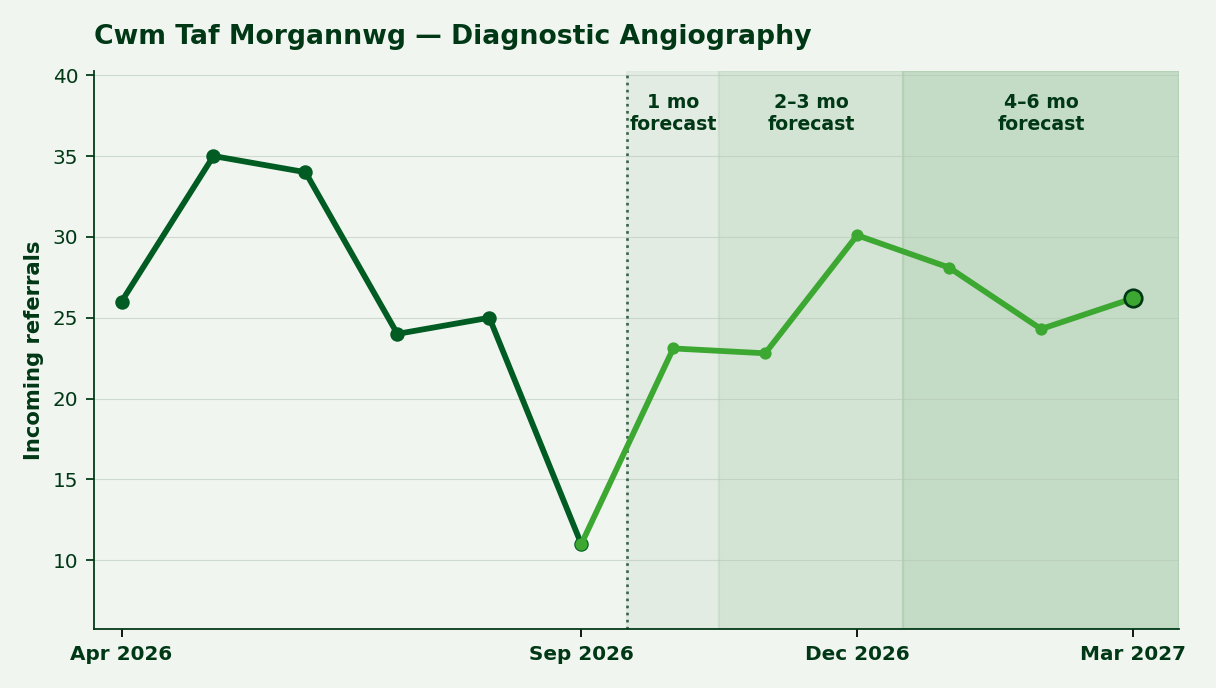 Cwm Taf Morgannwg — Diagnostic Angiography
Incoming referrals
40
35
30
25
20
15
10
1 mo
forecast
2–3 mo
forecast
4–6 mo
forecast
Apr 2026
Sep 2026
Dec 2026
Mar 2027